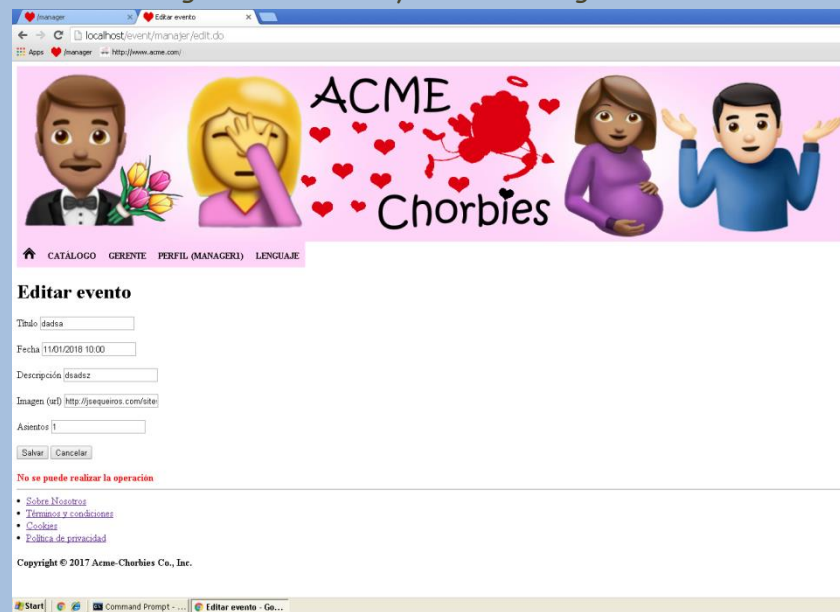 /manager
Editar evento
localhost/event/manajer/edit.do
Apps /manager http://www.acme.com/
ACME
Chorbies
CATÁLOGO GERENTE PERFIL (MANAGER1) LENGUAJE
Editar evento
Título dadsa
Fecha 11/01/2018 10:00
Descripción dsadsz
Imagen (url) http://jsequeiros.com/site
Asientos 1
Salvar Cancelar
No se puede realizar la operación
Sobre Nosotros
Términos y condiciones
Cookies
Política de privacidad
Copyright © 2017 Acme-Chorbies Co., Inc.
Start Command Prompt - ... Editar evento - Go...